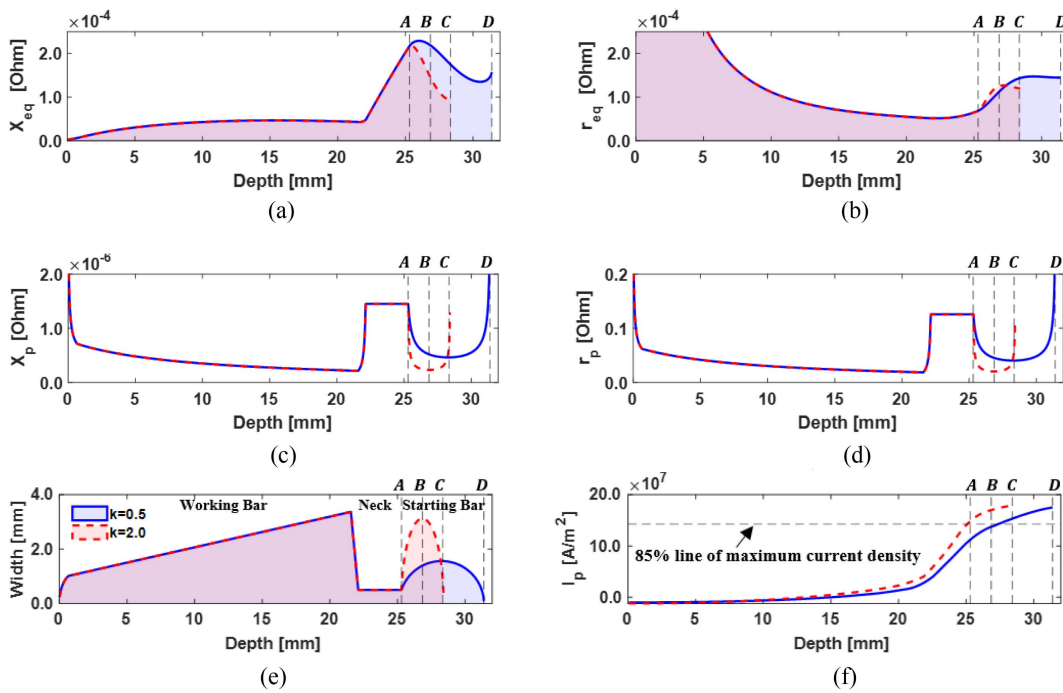 ×10⁻⁴ A B C D
2.0
1.0
0.0
X_eq [Ohm]
0 5 10 15 20 25 30
Depth [mm]
(a)
×10⁻⁴ A B C D
2.0
1.0
0.0
r_eq [Ohm]
0 5 10 15 20 25 30
Depth [mm]
(b)
×10⁻⁶ A B C D
2.0
1.0
0.0
X_p [Ohm]
0 5 10 15 20 25 30
Depth [mm]
(c)
A B C D
0.2
0.1
0.0
r_p [Ohm]
0 5 10 15 20 25 30
Depth [mm]
(d)
A B C D
4.0
2.0
0.0
Width [mm]
Working Bar Neck Starting Bar
k=0.5
k=2.0
0 5 10 15 20 25 30
Depth [mm]
(e)
×10⁷ A B C D
20.0
10.0
0.0
I_p [A/m²]
85% line of maximum current density
0 5 10 15 20 25 30
Depth [mm]
(f)